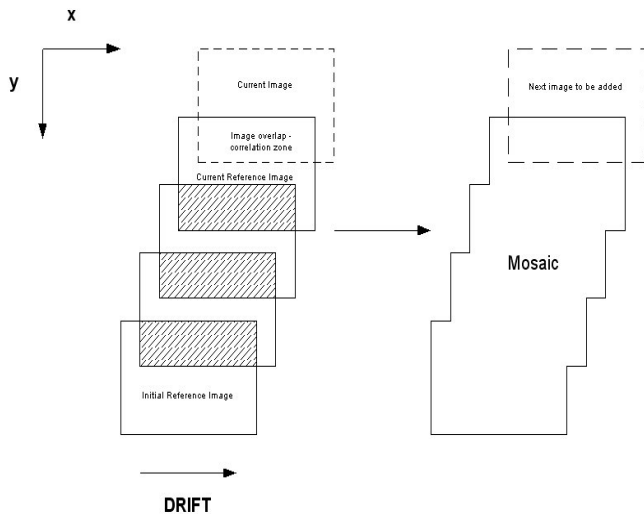 x
y
Current Image
Image overlap -
correlation zone
Current Reference Image
Initial Reference Image
DRIFT
Next image to be added
Mosaic